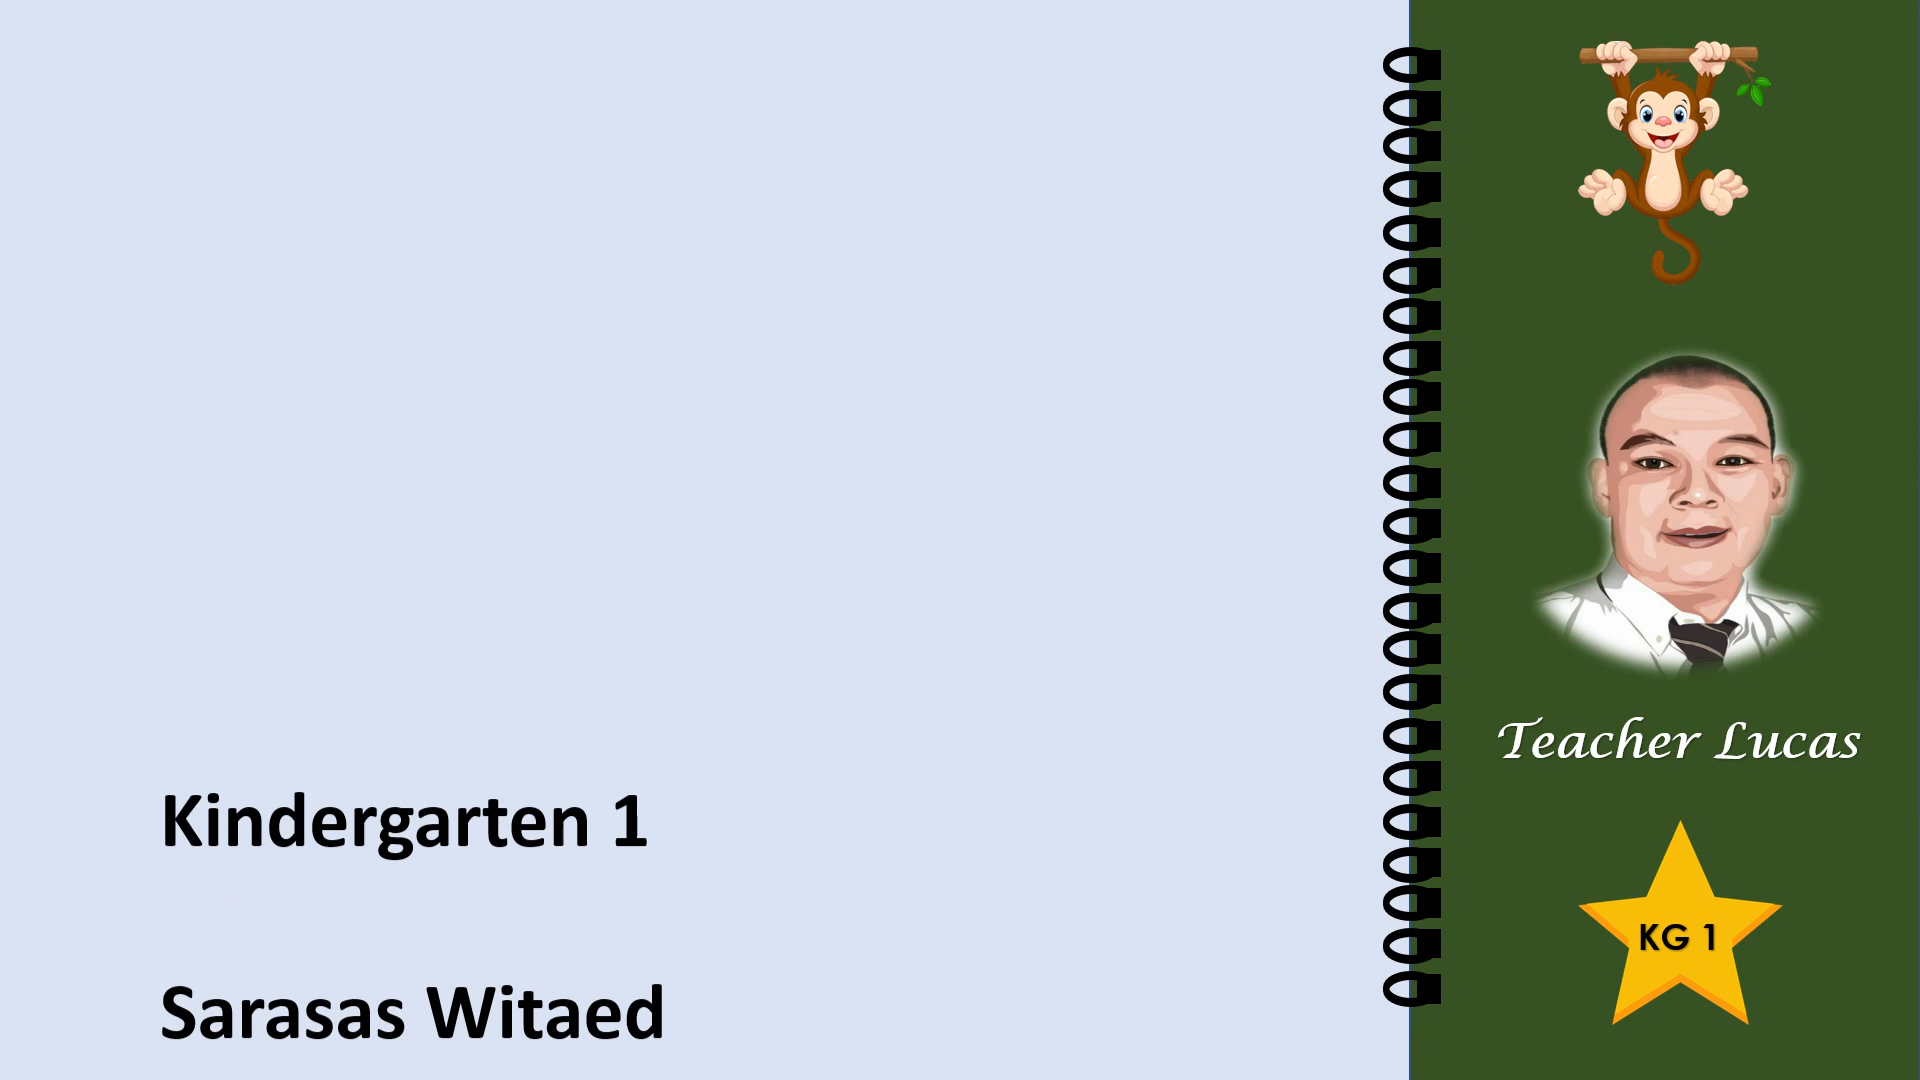 Kindergarten 1
Sarasas Witaed
Teacher Lucas
KG 1